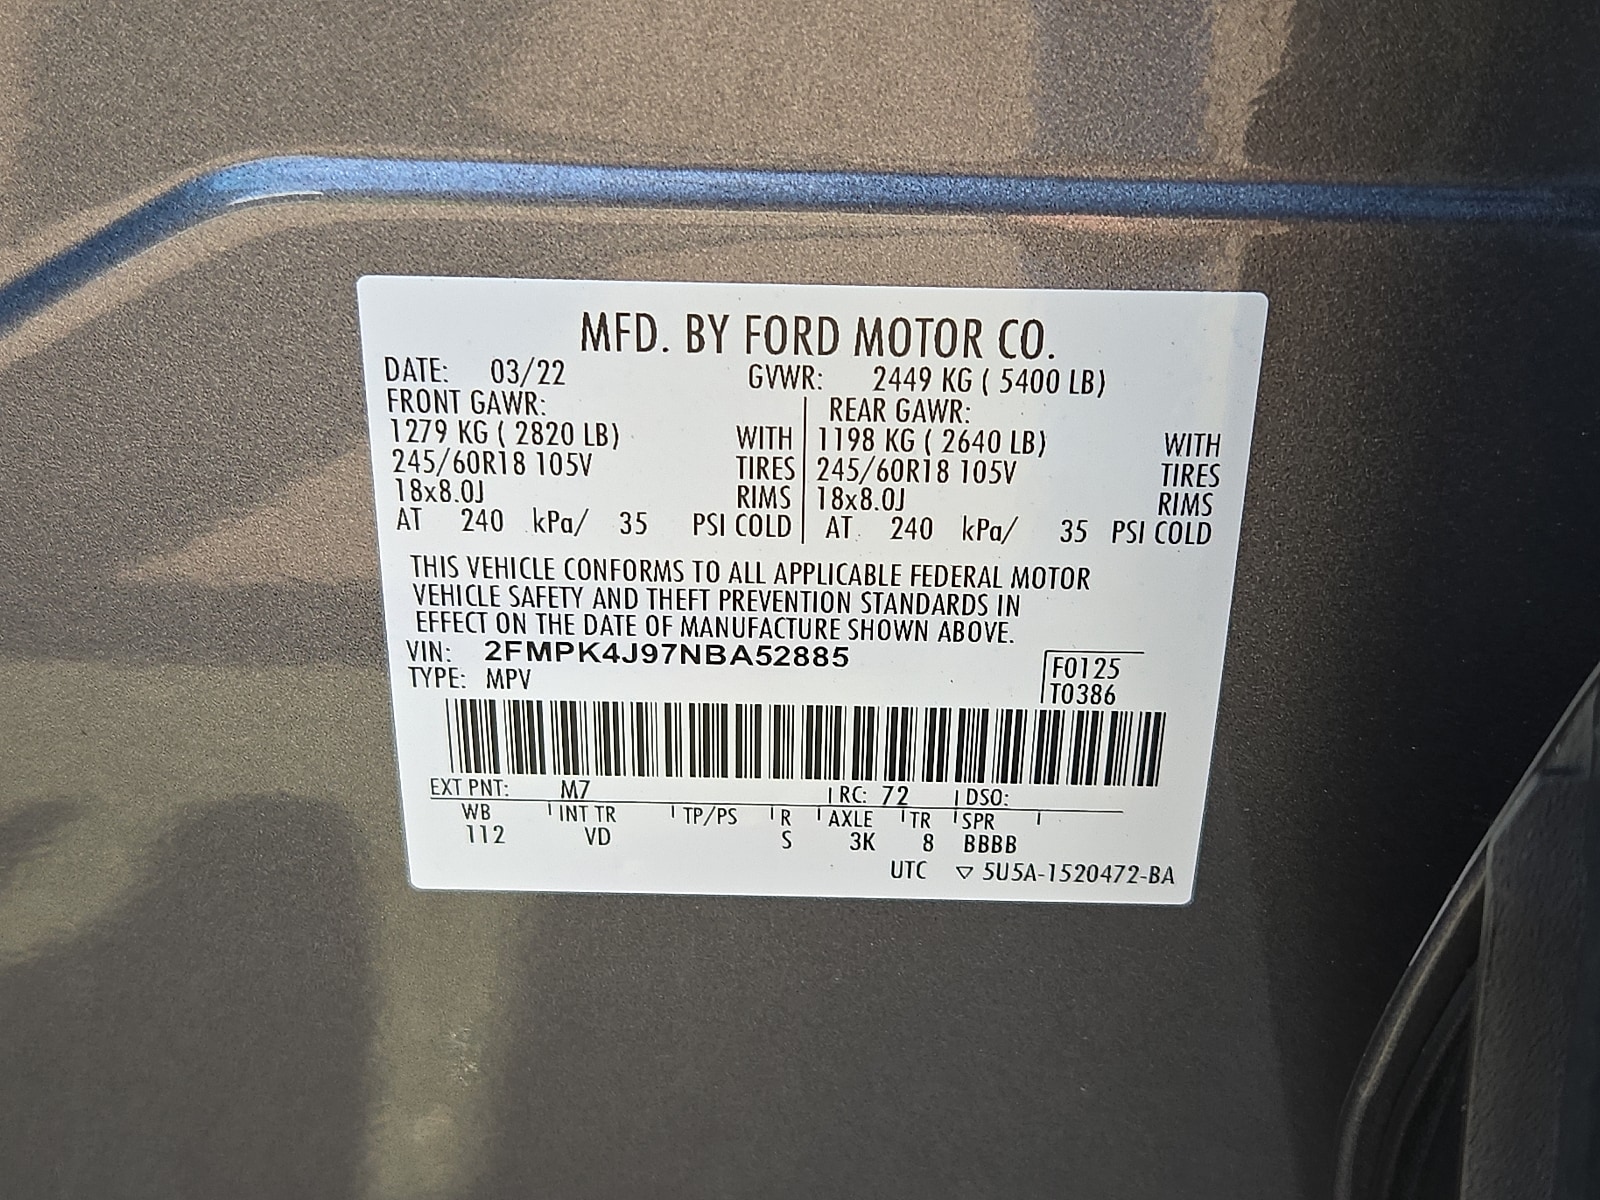 MFD. BY FORD MOTOR CO.
DATE: 03/22 GVWR: 2449 KG ( 5400 LB)
FRONT GAWR: REAR GAWR:
1279 KG ( 2820 LB) WITH 1198 KG ( 2640 LB) WITH
245/60R18 105V TIRES 245/60R18 105V TIRES
18x8.0J RIMS 18x8.0J RIMS
AT 240 kPa/ 35 PSI COLD AT 240 kPa/ 35 PSI COLD
THIS VEHICLE CONFORMS TO ALL APPLICABLE FEDERAL MOTOR
VEHICLE SAFETY AND THEFT PREVENTION STANDARDS IN
EFFECT ON THE DATE OF MANUFACTURE SHOWN ABOVE.
VIN: 2FMPK4J97NBA52885
F0125
TYPE: MPV
T0386
EXT PNT: M7 RC: 72 DSO:
WB INT TR TP/PS R AXLE TR SPR
112 VD S 3K 8 BBBB
UTC ▽ 5U5A-1520472-BA